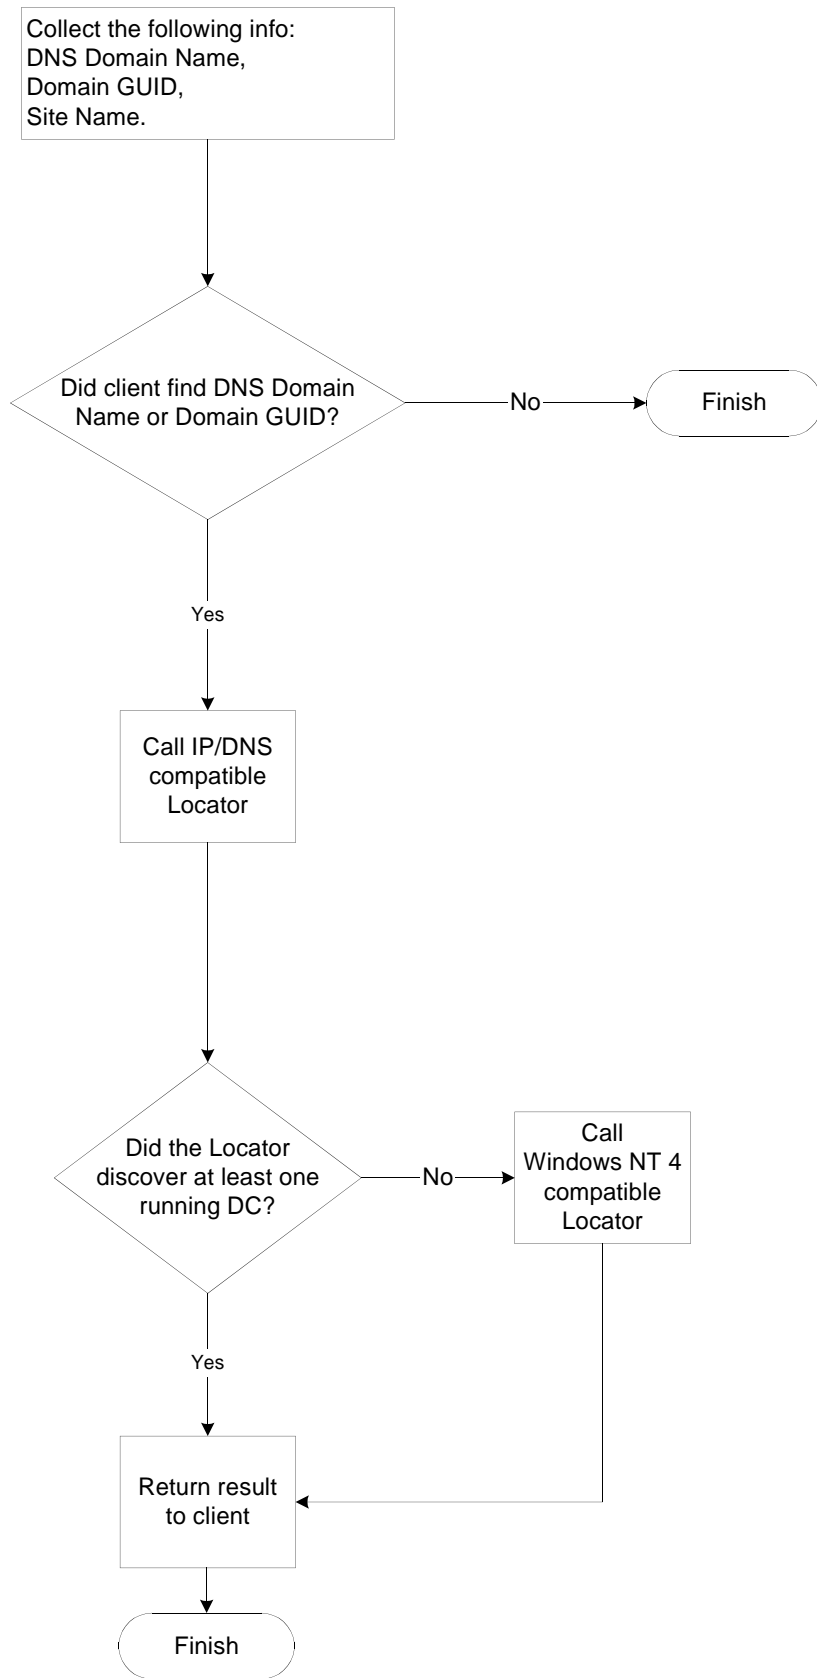 Collect the following info:
DNS Domain Name,
Domain GUID,
Site Name.
Did client find DNS Domain
Name or Domain GUID?
No
Finish
Yes
Call IP/DNS
compatible
Locator
Did the Locator
discover at least one
running DC?
No
Call
Windows NT 4
compatible
Locator
Yes
Return result
to client
Finish